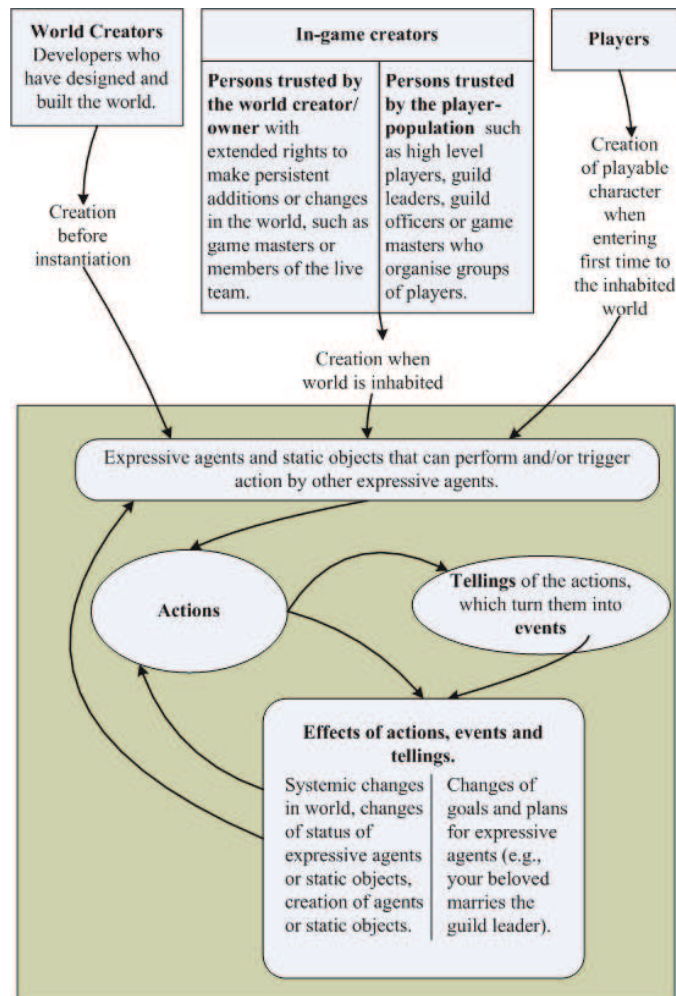 World Creators
Developers who
have designed and
built the world.
In-game creators
Persons trusted by
the world creator/
owner with
extended rights to
make persistent
additions or changes
in the world, such as
game masters or
members of the live
team.
Persons trusted
by the player-
population such
as high level
players, guild
leaders, guild
officers or game
masters who
organise groups
of players.
Players
Creation
before
instantiation
Creation when
world is inhabited
Creation
of playable
character
when
entering
first time to
the inhabited
world
Expressive agents and static objects that can perform and/or trigger
action by other expressive agents.
Actions
Tellings of the actions,
which turn them into
events
Effects of actions, events and
tellings.
Systemic changes
in world, changes
of status of
expressive agents
or static objects,
creation of agents
or static objects.
Changes of
goals and plans
for expressive
agents (e.g.,
your beloved
marries the
guild leader).